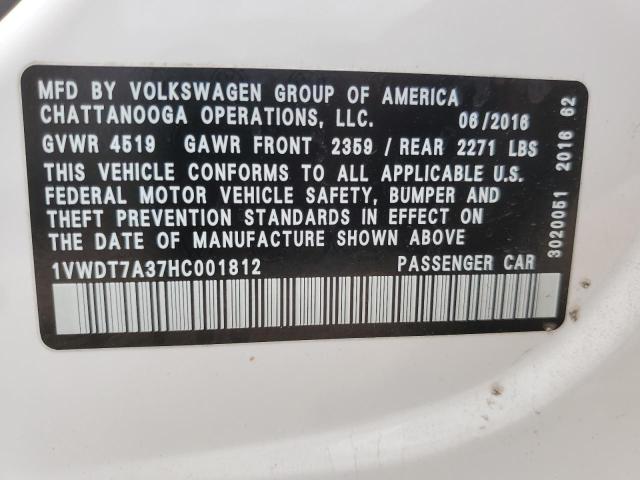 MFD BY VOLKSWAGEN GROUP OF AMERICA
CHATTANOOGA OPERATIONS, LLC. 06/2016
GVWR 4519 GAWR FRONT 2359 / REAR 2271 LBS
THIS VEHICLE CONFORMS TO ALL APPLICABLE U.S.
FEDERAL MOTOR VEHICLE SAFETY, BUMPER AND
THEFT PREVENTION STANDARDS IN EFFECT ON
THE DATE OF MANUFACTURE SHOWN ABOVE
1VWDT7A37HC001812 PASSENGER CAR
3020051 2016 62